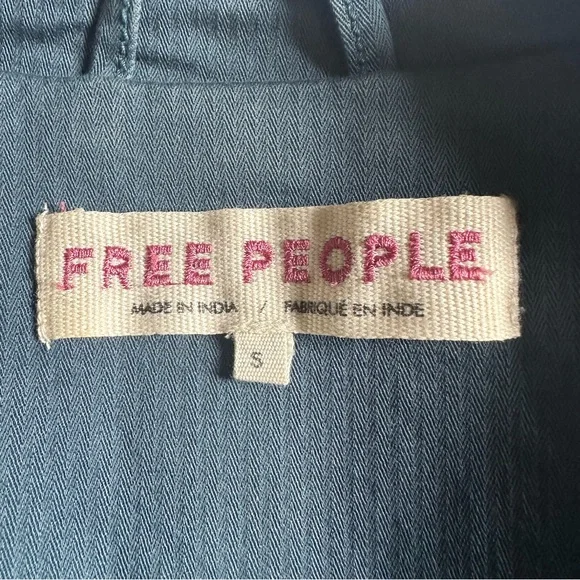 FREE PEOPLE
MADE IN INDIA / FABRIQUÉ EN INDE
S